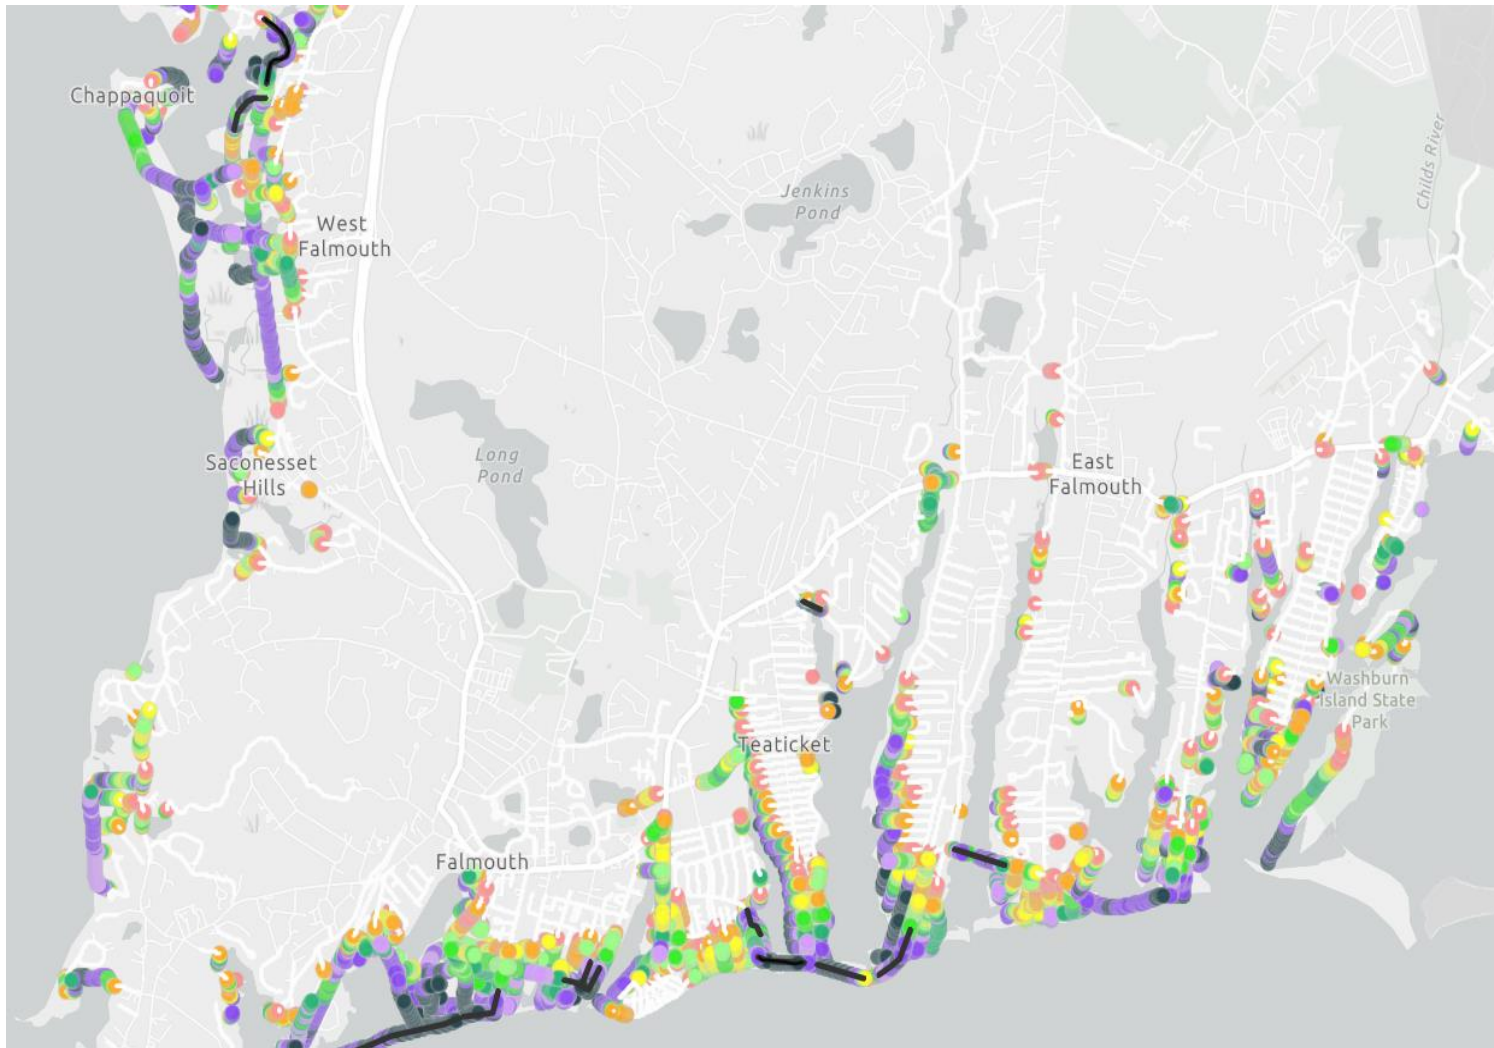 Chappaquoit
Childs River
Jenkins
Pond
West
Falmouth
Long
Pond
Saconesset
Hills
East
Falmouth
Washburn
Island State
Park
Teaticket
Falmouth